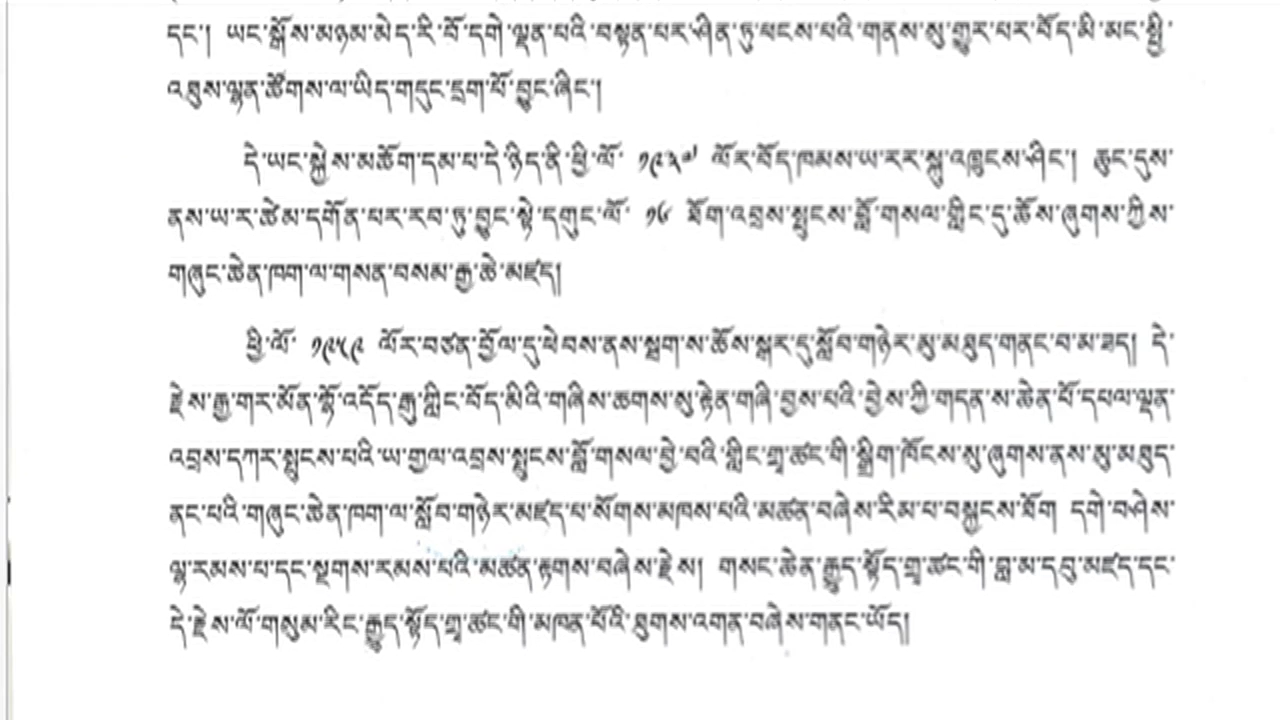 དང་། ཡང་སྒོས་མཉམ་མེད་རི་བོ་དགེ་ལྡན་པའི་བསྟན་པར་ཤིན་ཏུ་ཕངས་པའི་གནས་སུ་གྱུར་པར་བོད་མི་མང་སྤྱི་
འཐུས་ལྷན་ཚོགས་ལ་ཡིད་གདུང་དྲག་པོ་བྱུང་ཞིང་།
དེ་ཡང་སྐྱེས་མཆོག་དམ་པ་དེ་ཉིད་ནི་ཕྱི་ལོ་ ༡༩༣༧ ལོར་བོད་ཁམས་ཡ་རར་སྐུ་འཁྲུངས་ཤིང་། ཆུང་དུས་
ནས་ཡ་ར་ཚེམ་དགོན་པར་རབ་ཏུ་བྱུང་སྟེ་དགུང་ལོ་ ༡༦ ཐོག་འབྲས་སྤུངས་བློ་གསལ་གླིང་དུ་ཆོས་ཞུགས་ཀྱིས་
གཞུང་ཆེན་ཁག་ལ་གསན་བསམ་རྒྱ་ཆེ་མཛད།
ཕྱི་ལོ་ ༡༩༥༩ ལོར་བཙན་བྱོལ་དུ་ཕེབས་ནས་སྦག་ས་ཆོས་སྒར་དུ་སློབ་གཉེར་མུ་མཐུད་གནང་བ་མ་ཟད། དེ་
རྗེས་རྒྱ་གར་མོན་གྷོ་འདོད་རྒུ་གླིང་བོད་མིའི་གཞིས་ཆགས་སུ་རྟེན་གཞི་བྱས་པའི་བྱེས་ཀྱི་གདན་ས་ཆེན་པོ་དཔལ་ལྡན་
འབྲས་དཀར་སྤུངས་པའི་ཡ་གྱལ་འབྲས་སྤུངས་བློ་གསལ་བྱེ་བའི་གླིང་གྲྭ་ཚང་གི་སྒྲིག་ཁོངས་སུ་ཞུགས་ནས་མུ་མཐུད་
ནང་པའི་གཞུང་ཆེན་ཁག་ལ་སློབ་གཉེར་མཛད་པ་སོགས་མཁས་པའི་མཚན་བཞེས་རིམ་པ་བསྐྱངས་ཐོག དགེ་བཤེས་
ལྷ་རམས་པ་དང་སྔགས་རམས་པའི་མཚན་རྟགས་བཞེས་རྗེས། གསང་ཆེན་རྒྱུད་སྟོད་གྲྭ་ཚང་གི་བླ་མ་དབུ་མཛད་དང་
དེ་རྗེས་ལོ་གསུམ་རིང་རྒྱུད་སྟོད་གྲྭ་ཚང་གི་མཁན་པོའི་ཐུགས་འགན་བཞེས་གནང་ཡོད།